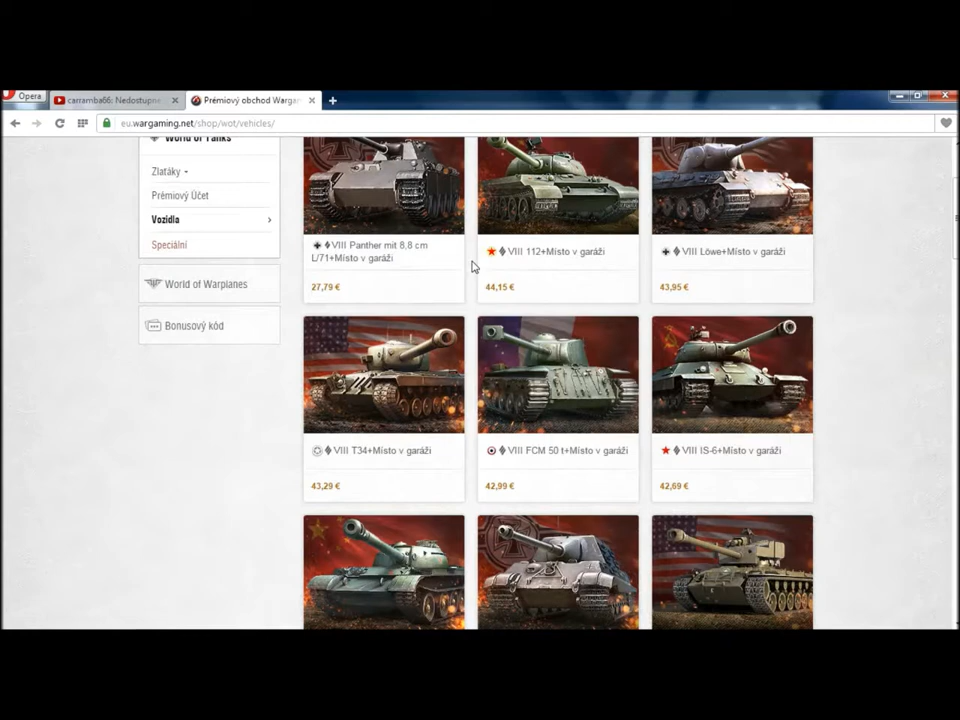 Opera
carramba66: Nedostupne
Prémiový obchod Wargam
eu.wargaming.net/shop/wot/vehicles/
World of Tanks
Zlaťáky
Prémiový Účet
Vozidla
Speciální
World of Warplanes
Bonusový kód
VIII Panther mit 8,8 cm
L/71+Místo v garáži
27,79 €
VIII 112+Místo v garáži
44,15 €
VIII Löwe+Místo v garáži
43,95 €
VIII T34+Místo v garáži
43,29 €
VIII FCM 50 t+Místo v garáži
42,99 €
VIII IS-6+Místo v garáži
42,69 €